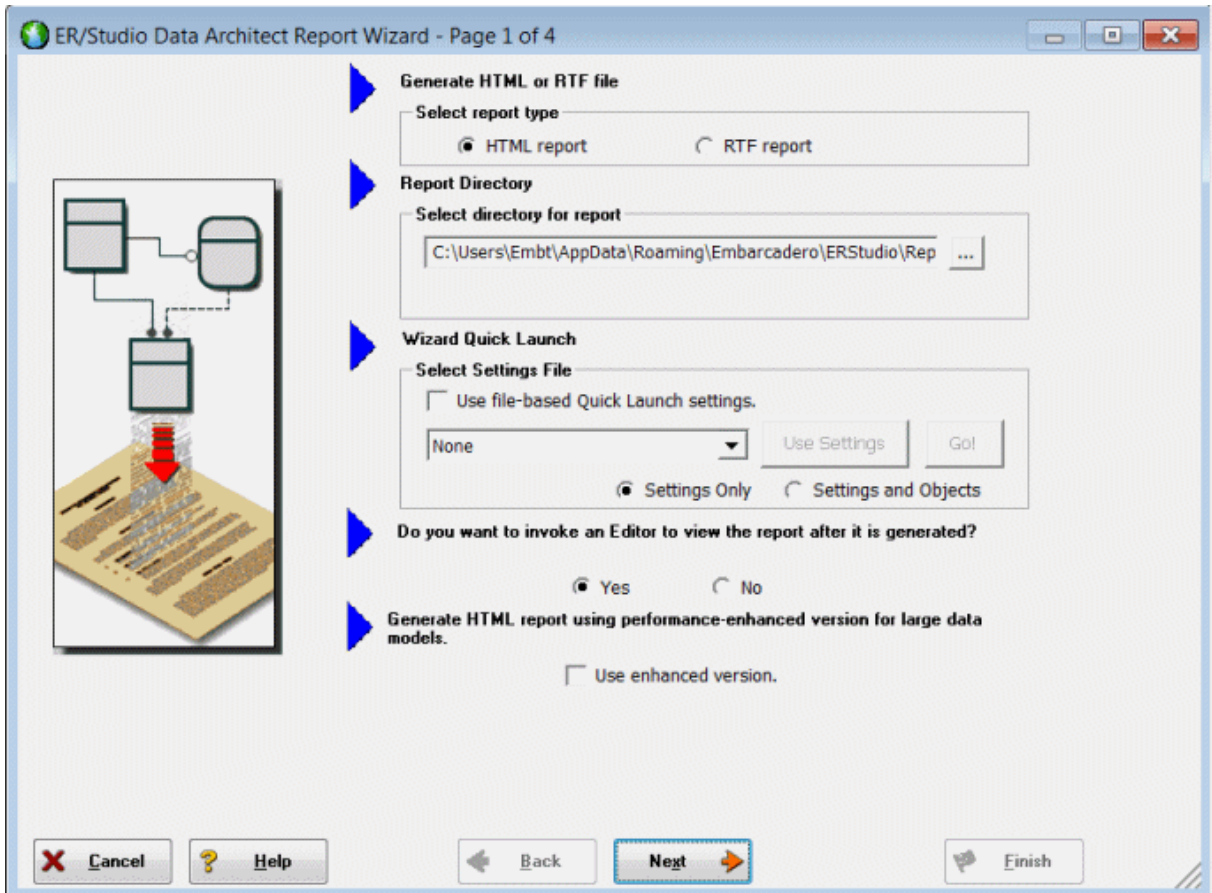 ER/Studio Data Architect Report Wizard - Page 1 of 4
Generate HTML or RTF file
Select report type
HTML report RTF report
Report Directory
Select directory for report
C:\Users\Embt\AppData\Roaming\Embarcadero\ERStudio\Rep ...
Wizard Quick Launch
Select Settings File
Use file-based Quick Launch settings.
None Use Settings Go!
Settings Only Settings and Objects
Do you want to invoke an Editor to view the report after it is generated?
Yes No
Generate HTML report using performance-enhanced version for large data
models.
Use enhanced version.
Cancel Help Back Next Finish